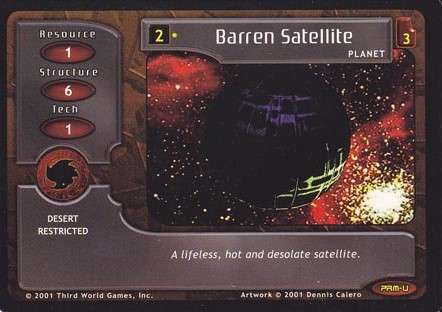 Resource
1
Structure
6
Tech
1
DESERT
RESTRICTED
2
Barren Satellite
PLANET
3
A lifeless, hot and desolate satellite.
PRM-U
© 2001 Third World Games, Inc.
Artwork © 2001 Dennis Calero